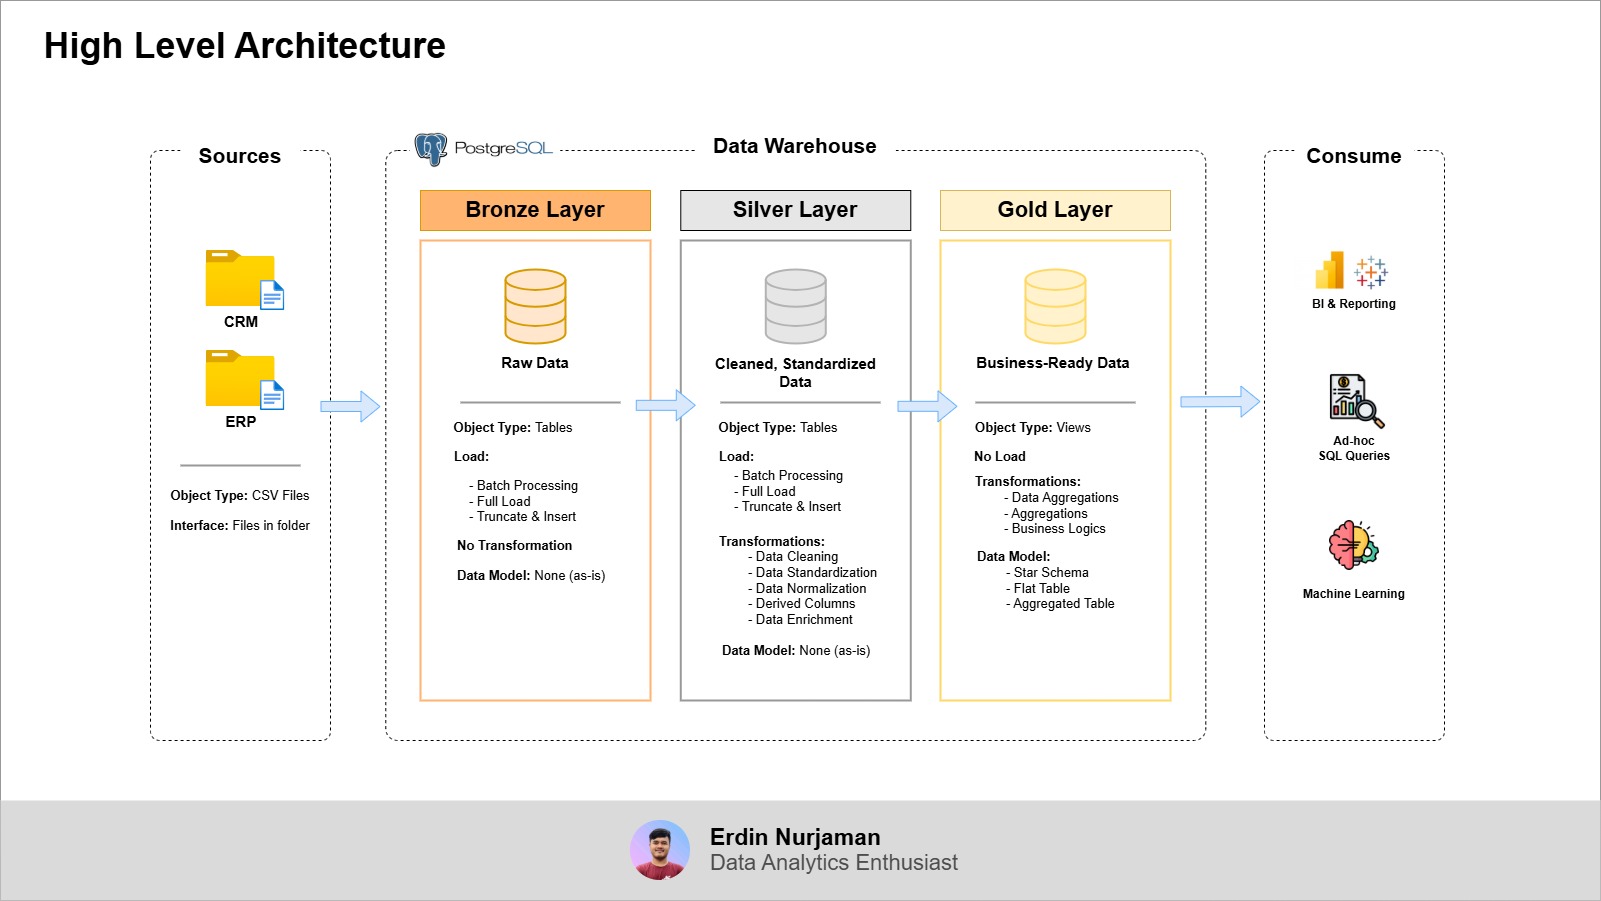 High Level Architecture
Sources
CRM
ERP
Object Type: CSV Files
Interface: Files in folder
PostgreSQL
Data Warehouse
Bronze Layer
Raw Data
Object Type: Tables
Load:
- Batch Processing
- Full Load
- Truncate & Insert
No Transformation
Data Model: None (as-is)
Silver Layer
Cleaned, Standardized
Data
Object Type: Tables
Load:
- Batch Processing
- Full Load
- Truncate & Insert
Transformations:
- Data Cleaning
- Data Standardization
- Data Normalization
- Derived Columns
- Data Enrichment
Data Model: None (as-is)
Gold Layer
Business-Ready Data
Object Type: Views
No Load
Transformations:
- Data Aggregations
- Aggregations
- Business Logics
Data Model:
- Star Schema
- Flat Table
- Aggregated Table
Consume
BI & Reporting
Ad-hoc
SQL Queries
Machine Learning
Erdin Nurjaman
Data Analytics Enthusiast